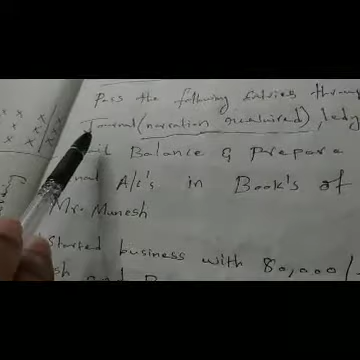 Pass the following Entries throug
Journal (narration required), ledg
Balance & Prepare
A/c's in Book's of
Mr. Munesh
Started business with 80,000/-